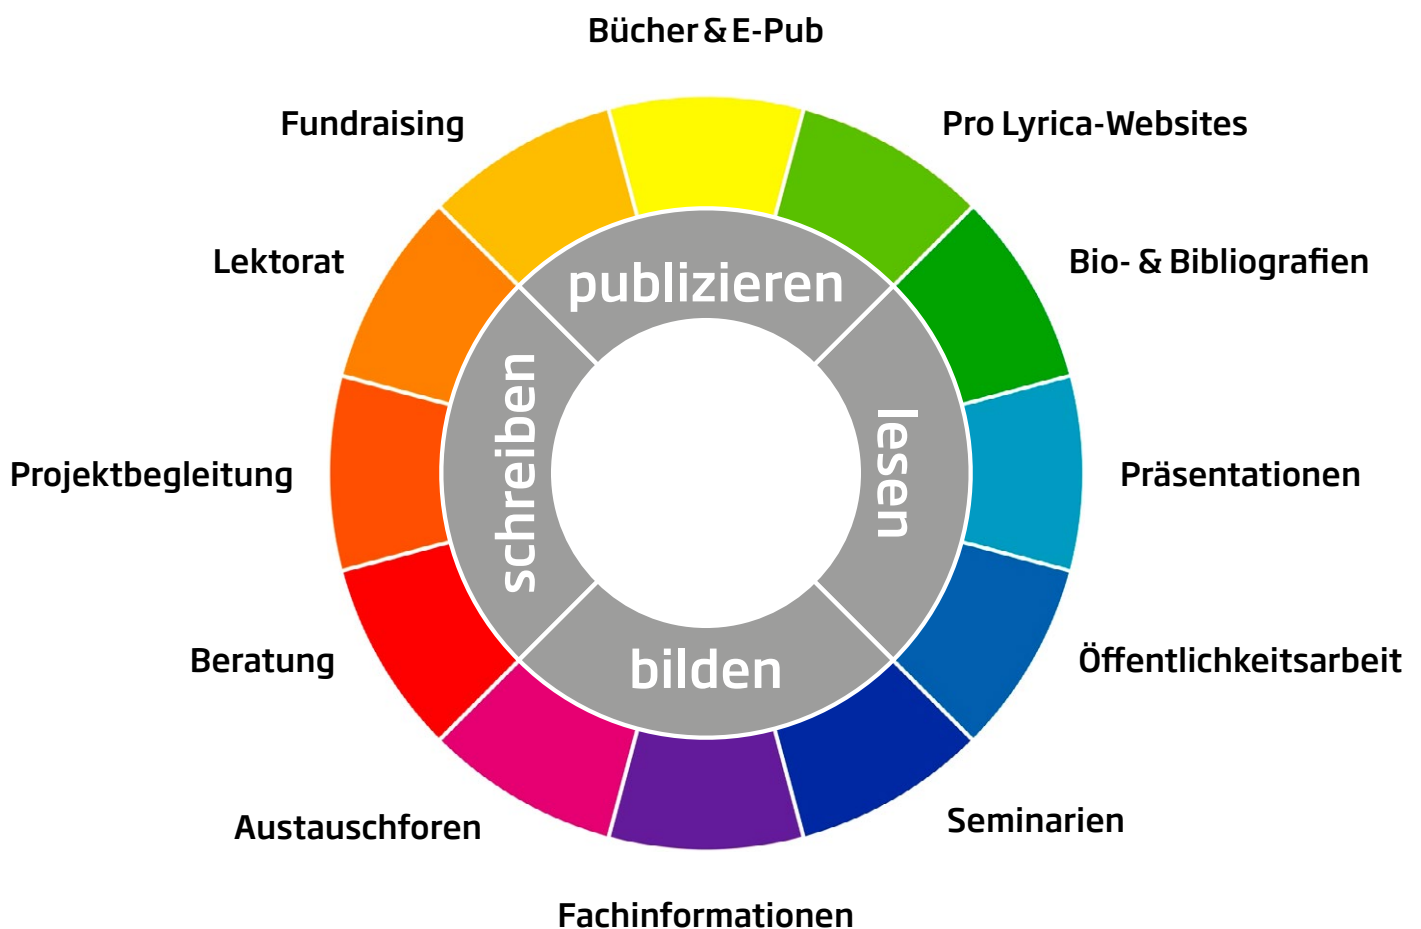 Bücher & E-Pub
Fundraising
Pro Lyrica-Websites
Lektorat
Bio- & Bibliografien
publizieren
schreiben
lesen
Projektbegleitung
Präsentationen
bilden
Beratung
Öffentlichkeitsarbeit
Austauschforen
Seminarien
Fachinformationen